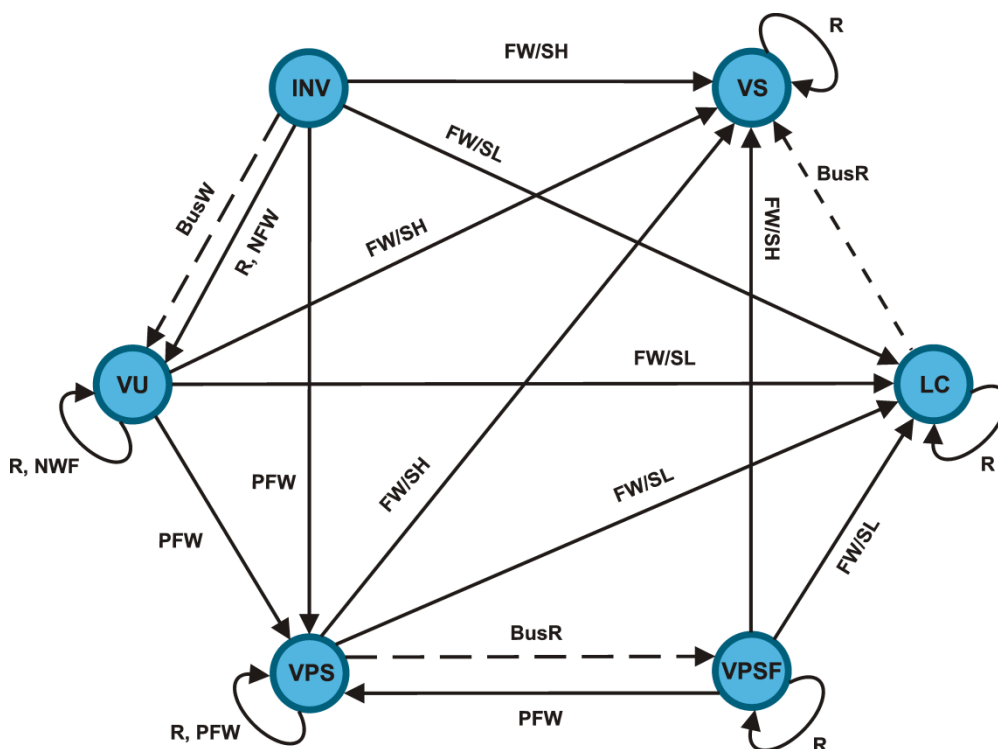 R
FW/SH
INV
VS
FW/SL
BusR
BusW
R, NFW
FW/SH
FW/SH
VU
FW/SL
LC
R, NWF
PFW
FW/SH
FW/SL
R
PFW
FW/SL
BusR
VPS
VPSF
PFW
R, PFW
R